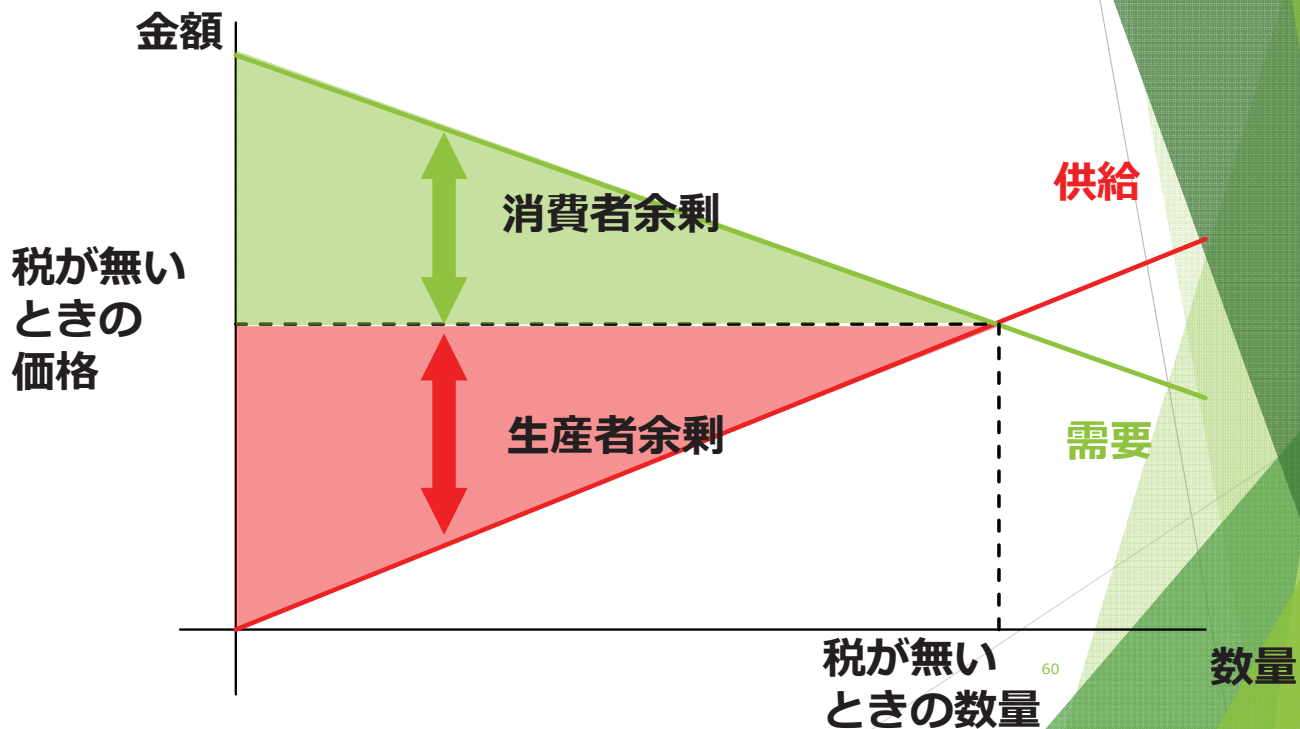 金額
消費者余剰
供給
税が無い
ときの
価格
生産者余剰
需要
税が無い
ときの数量
60
数量